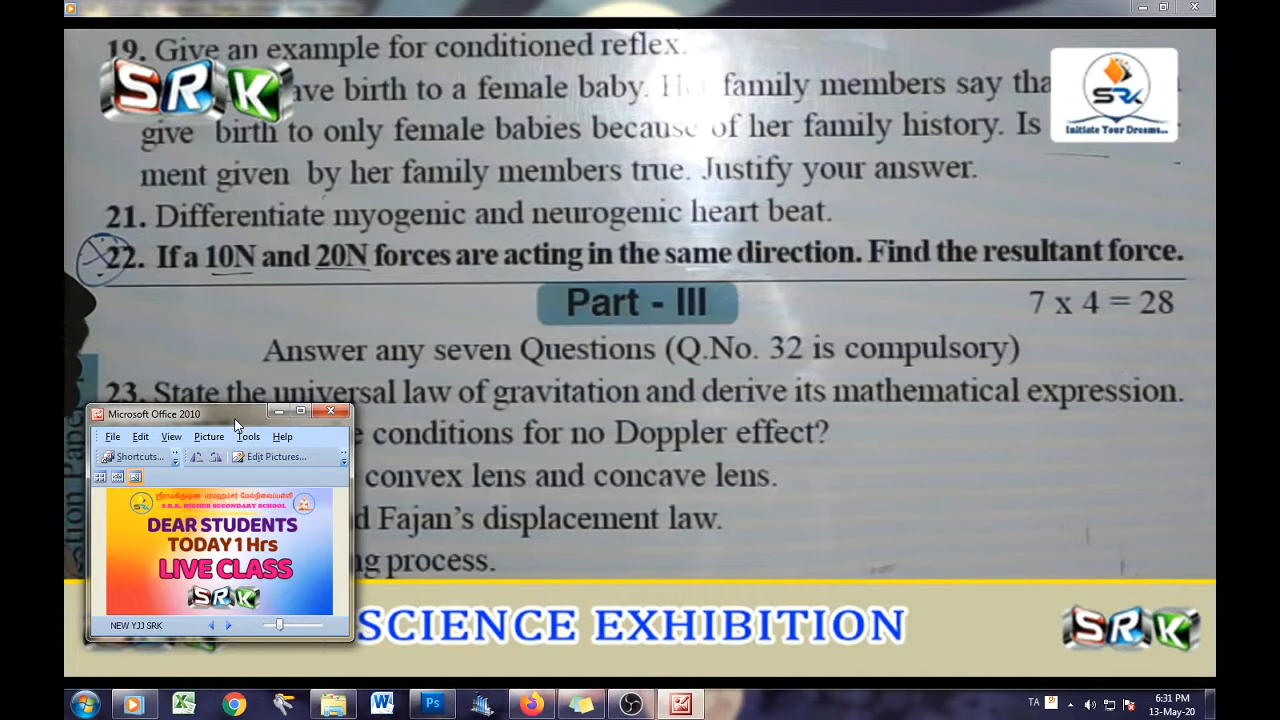 19. Give an example for conditioned reflex.
ave birth to a female baby. H family members say tha
give birth to only female babies because of her family history. Is
ment given by her family members true. Justify your answer.
21. Differentiate myogenic and neurogenic heart beat.
22. If a 10N and 20N forces are acting in the same direction. Find the resultant force.
Part - III
7 x 4 = 28
Answer any seven Questions (Q.No. 32 is compulsory)
23. State the universal law of gravitation and derive its mathematical expression.
e conditions for no Doppler effect?
convex lens and concave lens.
d Fajan's displacement law.
ng process.
SRK
SRK
Initiate Your Dreams...
Microsoft Office 2010
File Edit View Picture Tools Help
Shortcuts... Edit Pictures...
ஸ்ரீராமகிருஷ்ண பரமஹம்சர் மேல்நிலைப்பள்ளி
S.R.K. HIGHER SECONDARY SCHOOL
DEAR STUDENTS
TODAY 1 Hrs
LIVE CLASS
SRK
NEW YJJ SRK
SCIENCE EXHIBITION
SRK
TA 6:31 PM
13-May-20